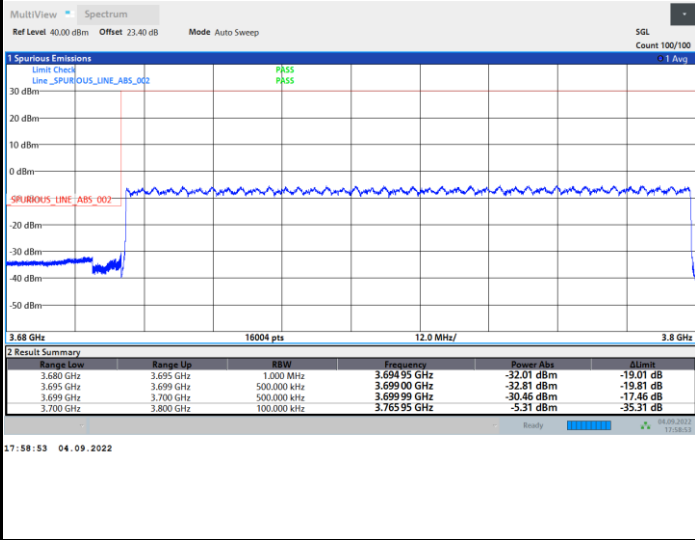 MultiView Spectrum
Ref Level 40.00 dBm Offset 23.40 dB Mode Auto Sweep SGL
Count 100/100
1 Spurious Emissions 1 Avg
Limit Check PASS
Line _SPURIOUS_LINE_ABS_002 PASS
30 dBm
20 dBm
10 dBm
0 dBm
_SPURIOUS_LINE_ABS_002
-20 dBm
-30 dBm
-40 dBm
-50 dBm
3.68 GHz 16004 pts 12.0 MHz/ 3.8 GHz
2 Result Summary
Range Low Range Up RBW Frequency Power Abs ΔLimit
3.680 GHz 3.695 GHz 1.000 MHz 3.694 95 GHz -32.01 dBm -19.01 dB
3.695 GHz 3.699 GHz 500.000 kHz 3.699 00 GHz -32.81 dBm -19.81 dB
3.699 GHz 3.700 GHz 500.000 kHz 3.699 99 GHz -30.46 dBm -17.46 dB
3.700 GHz 3.800 GHz 100.000 kHz 3.765 95 GHz -5.31 dBm -35.31 dB
Ready 04.09.2022
17:58:53
17:58:53 04.09.2022